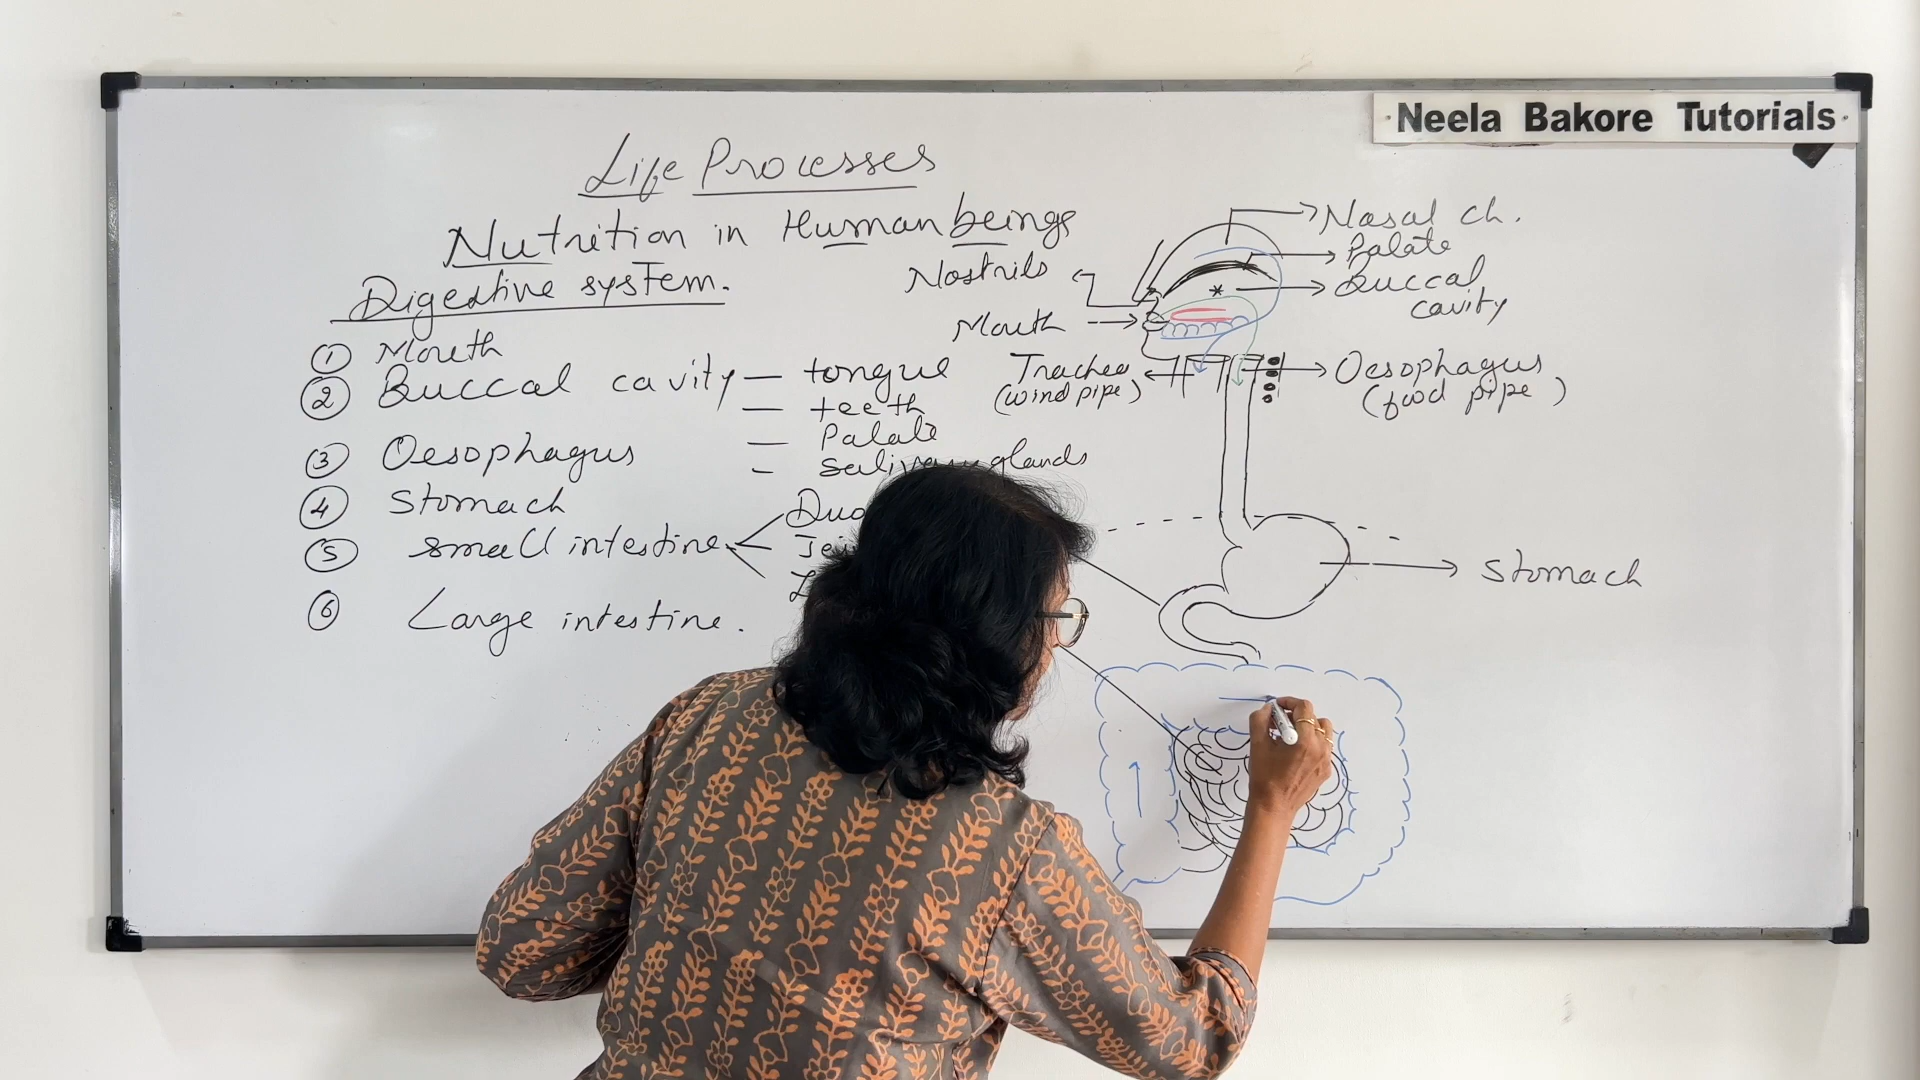 Neela Bakore Tutorials
Life Processes
Nutrition in Human beings
Digestive system.
① Mouth
② Buccal cavity — tongue
— teeth
— Palate
— Salivary glands
③ Oesophagus
④ Stomach
⑤ small intestine
⑥ Large intestine.
Nasal ch.
Palate
Buccal
cavity
Nostrils
Mouth
Trachea
(wind pipe)
Oesophagus
(food pipe)
Stomach